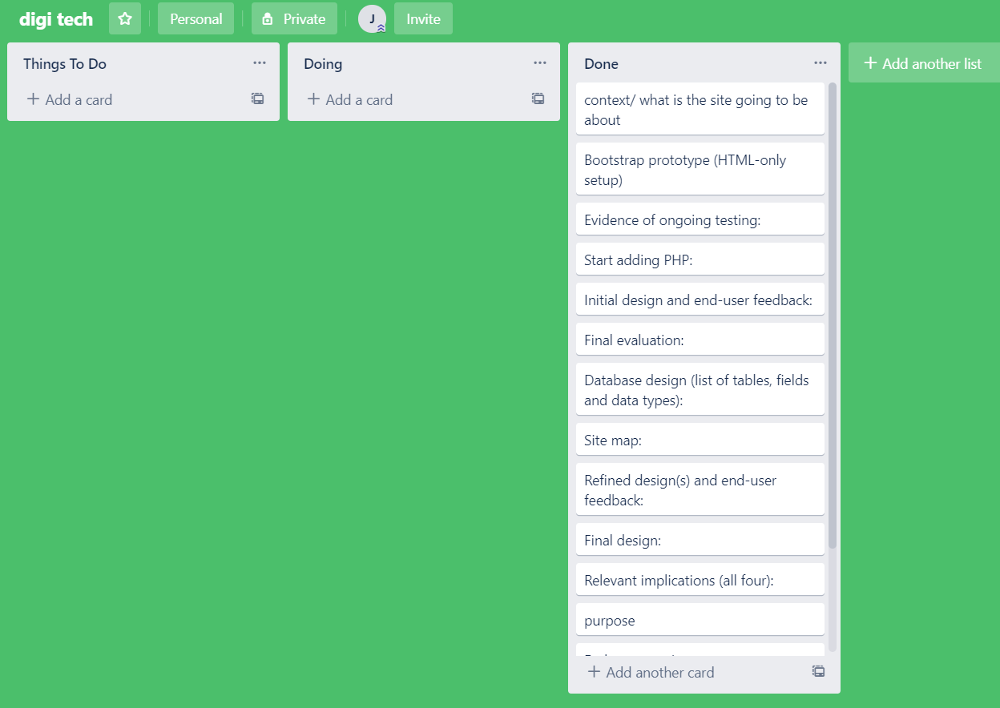 digi tech
Personal
Private
J
Invite
Things To Do
Add a card
Doing
Add a card
Done
context/ what is the site going to be
about
Bootstrap prototype (HTML-only
setup)
Evidence of ongoing testing:
Start adding PHP:
Initial design and end-user feedback:
Final evaluation:
Database design (list of tables, fields
and data types):
Site map:
Refined design(s) and end-user
feedback:
Final design:
Relevant implications (all four):
purpose
Add another card
Add another list